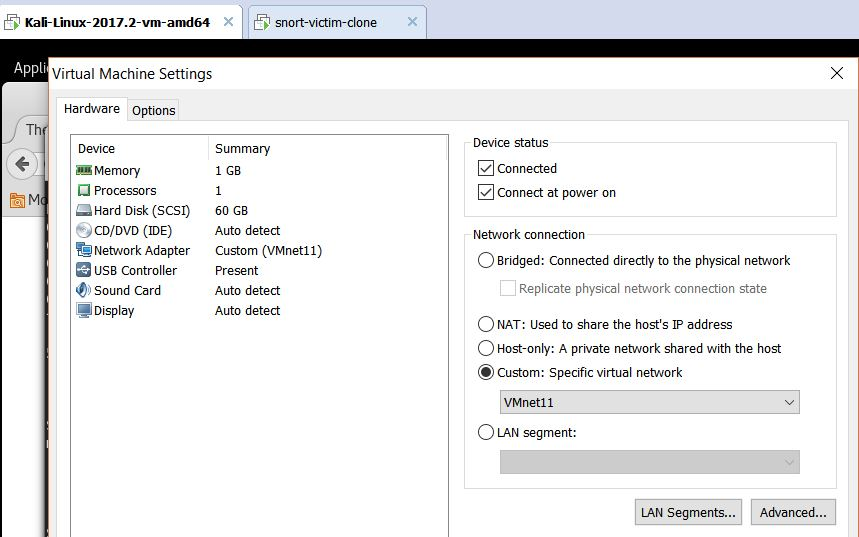 Kali-Linux-2017.2-vm-amd64
snort-victim-clone
Applic
Virtual Machine Settings
Hardware
Options
The
Mo
Device
Summary
Memory
1 GB
Processors
1
Hard Disk (SCSI)
60 GB
CD/DVD (IDE)
Auto detect
Network Adapter
Custom (VMnet11)
USB Controller
Present
Sound Card
Auto detect
Display
Auto detect
Device status
Connected
Connect at power on
Network connection
Bridged: Connected directly to the physical network
Replicate physical network connection state
NAT: Used to share the host's IP address
Host-only: A private network shared with the host
Custom: Specific virtual network
VMnet11
LAN segment:
LAN Segments...
Advanced...